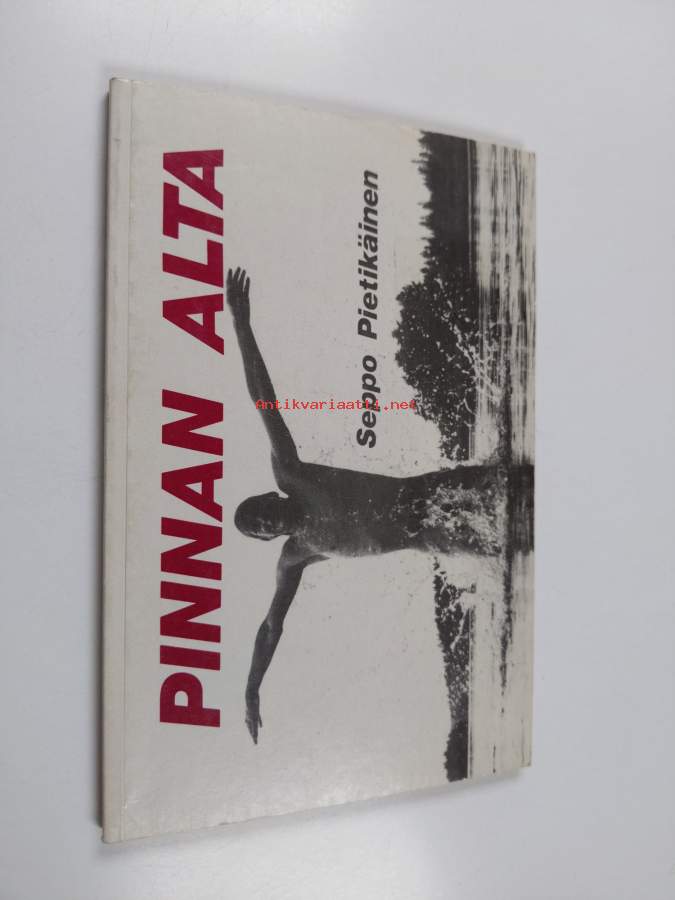 PINNAN ALTA
Seppo Pietikäinen
Antikvariaatti.net